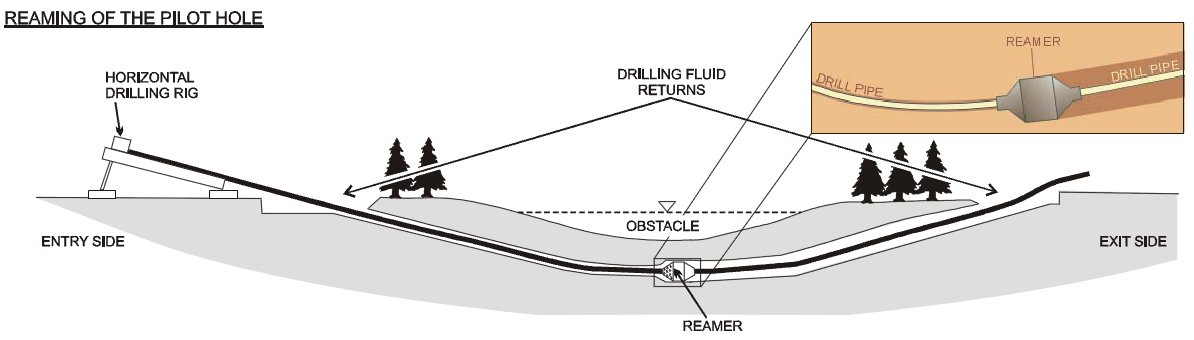 REAMING OF THE PILOT HOLE
HORIZONTAL
DRILLING RIG
DRILLING FLUID
RETURNS
REAMER
DRILL PIPE
DRILL PIPE
OBSTACLE
ENTRY SIDE
EXIT SIDE
REAMER